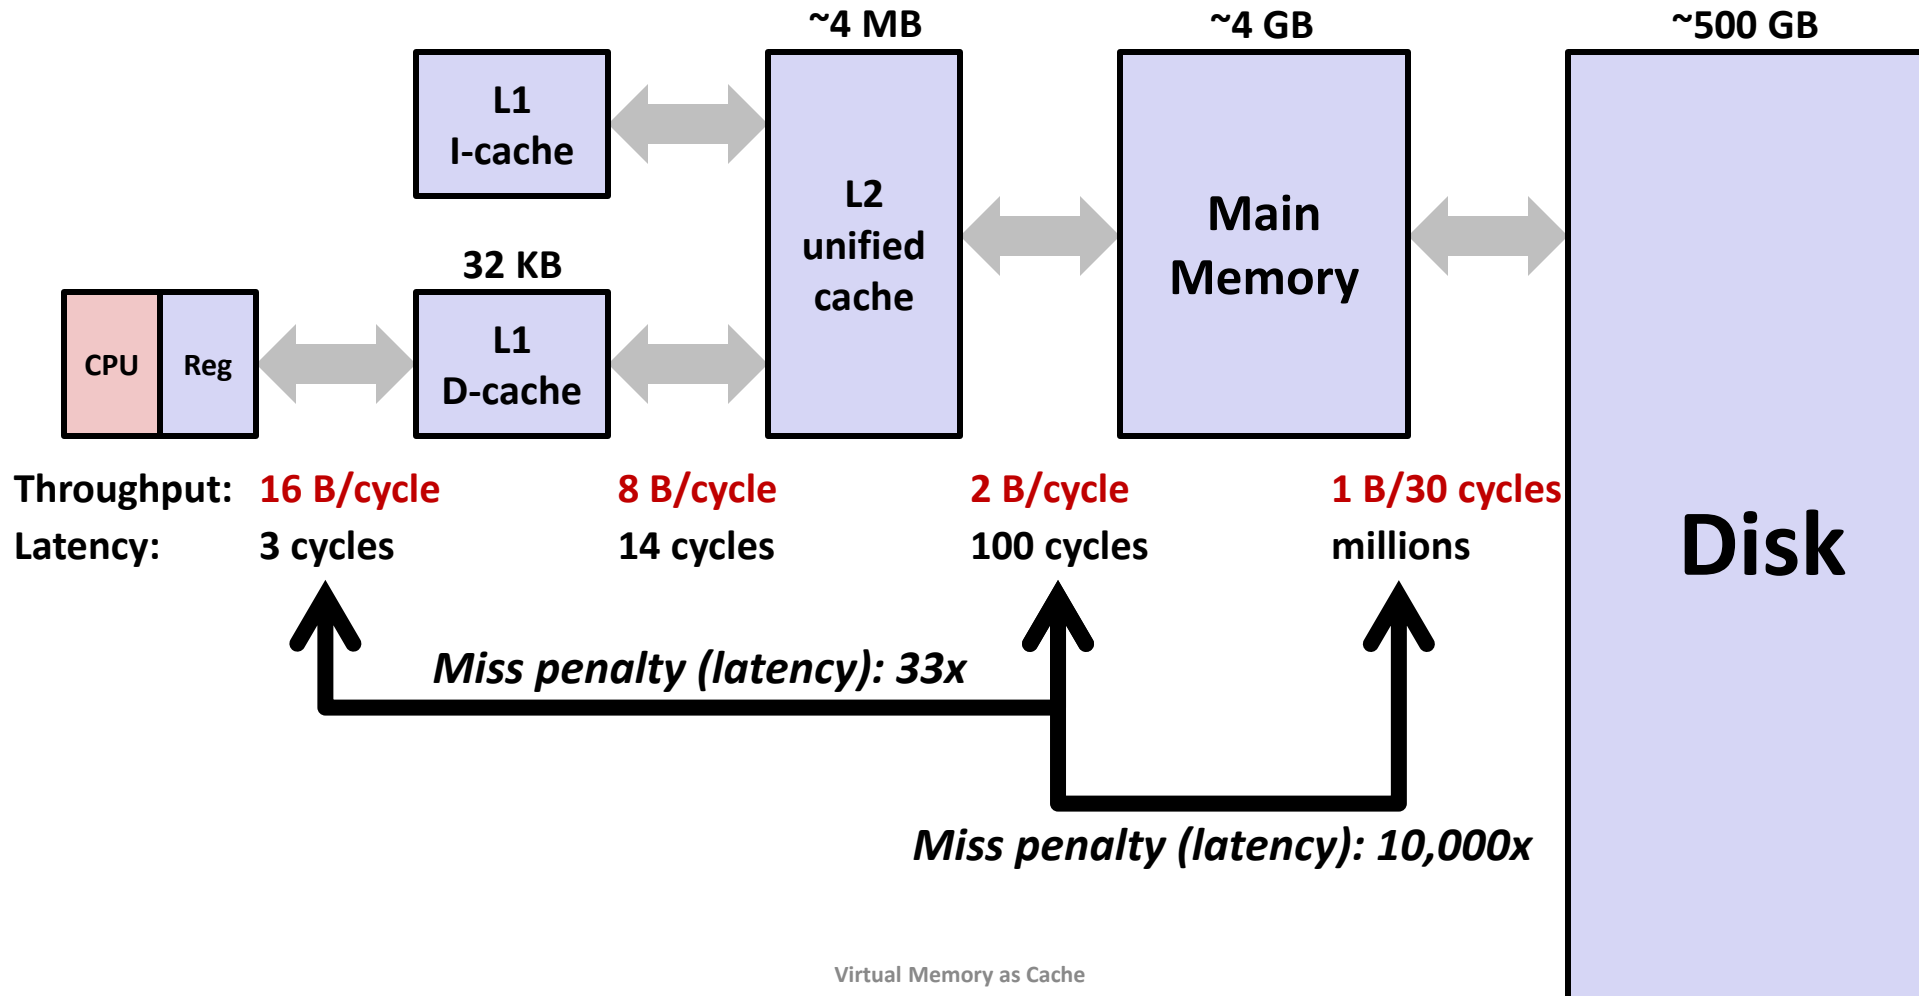 ~4 MB
~4 GB
~500 GB
L1
I-cache
L2
unified
cache
Main
Memory
32 KB
CPU
Reg
L1
D-cache
Throughput: 16 B/cycle 8 B/cycle 2 B/cycle 1 B/30 cycles
Latency: 3 cycles 14 cycles 100 cycles millions
Disk
Miss penalty (latency): 33x
Miss penalty (latency): 10,000x
Virtual Memory as Cache